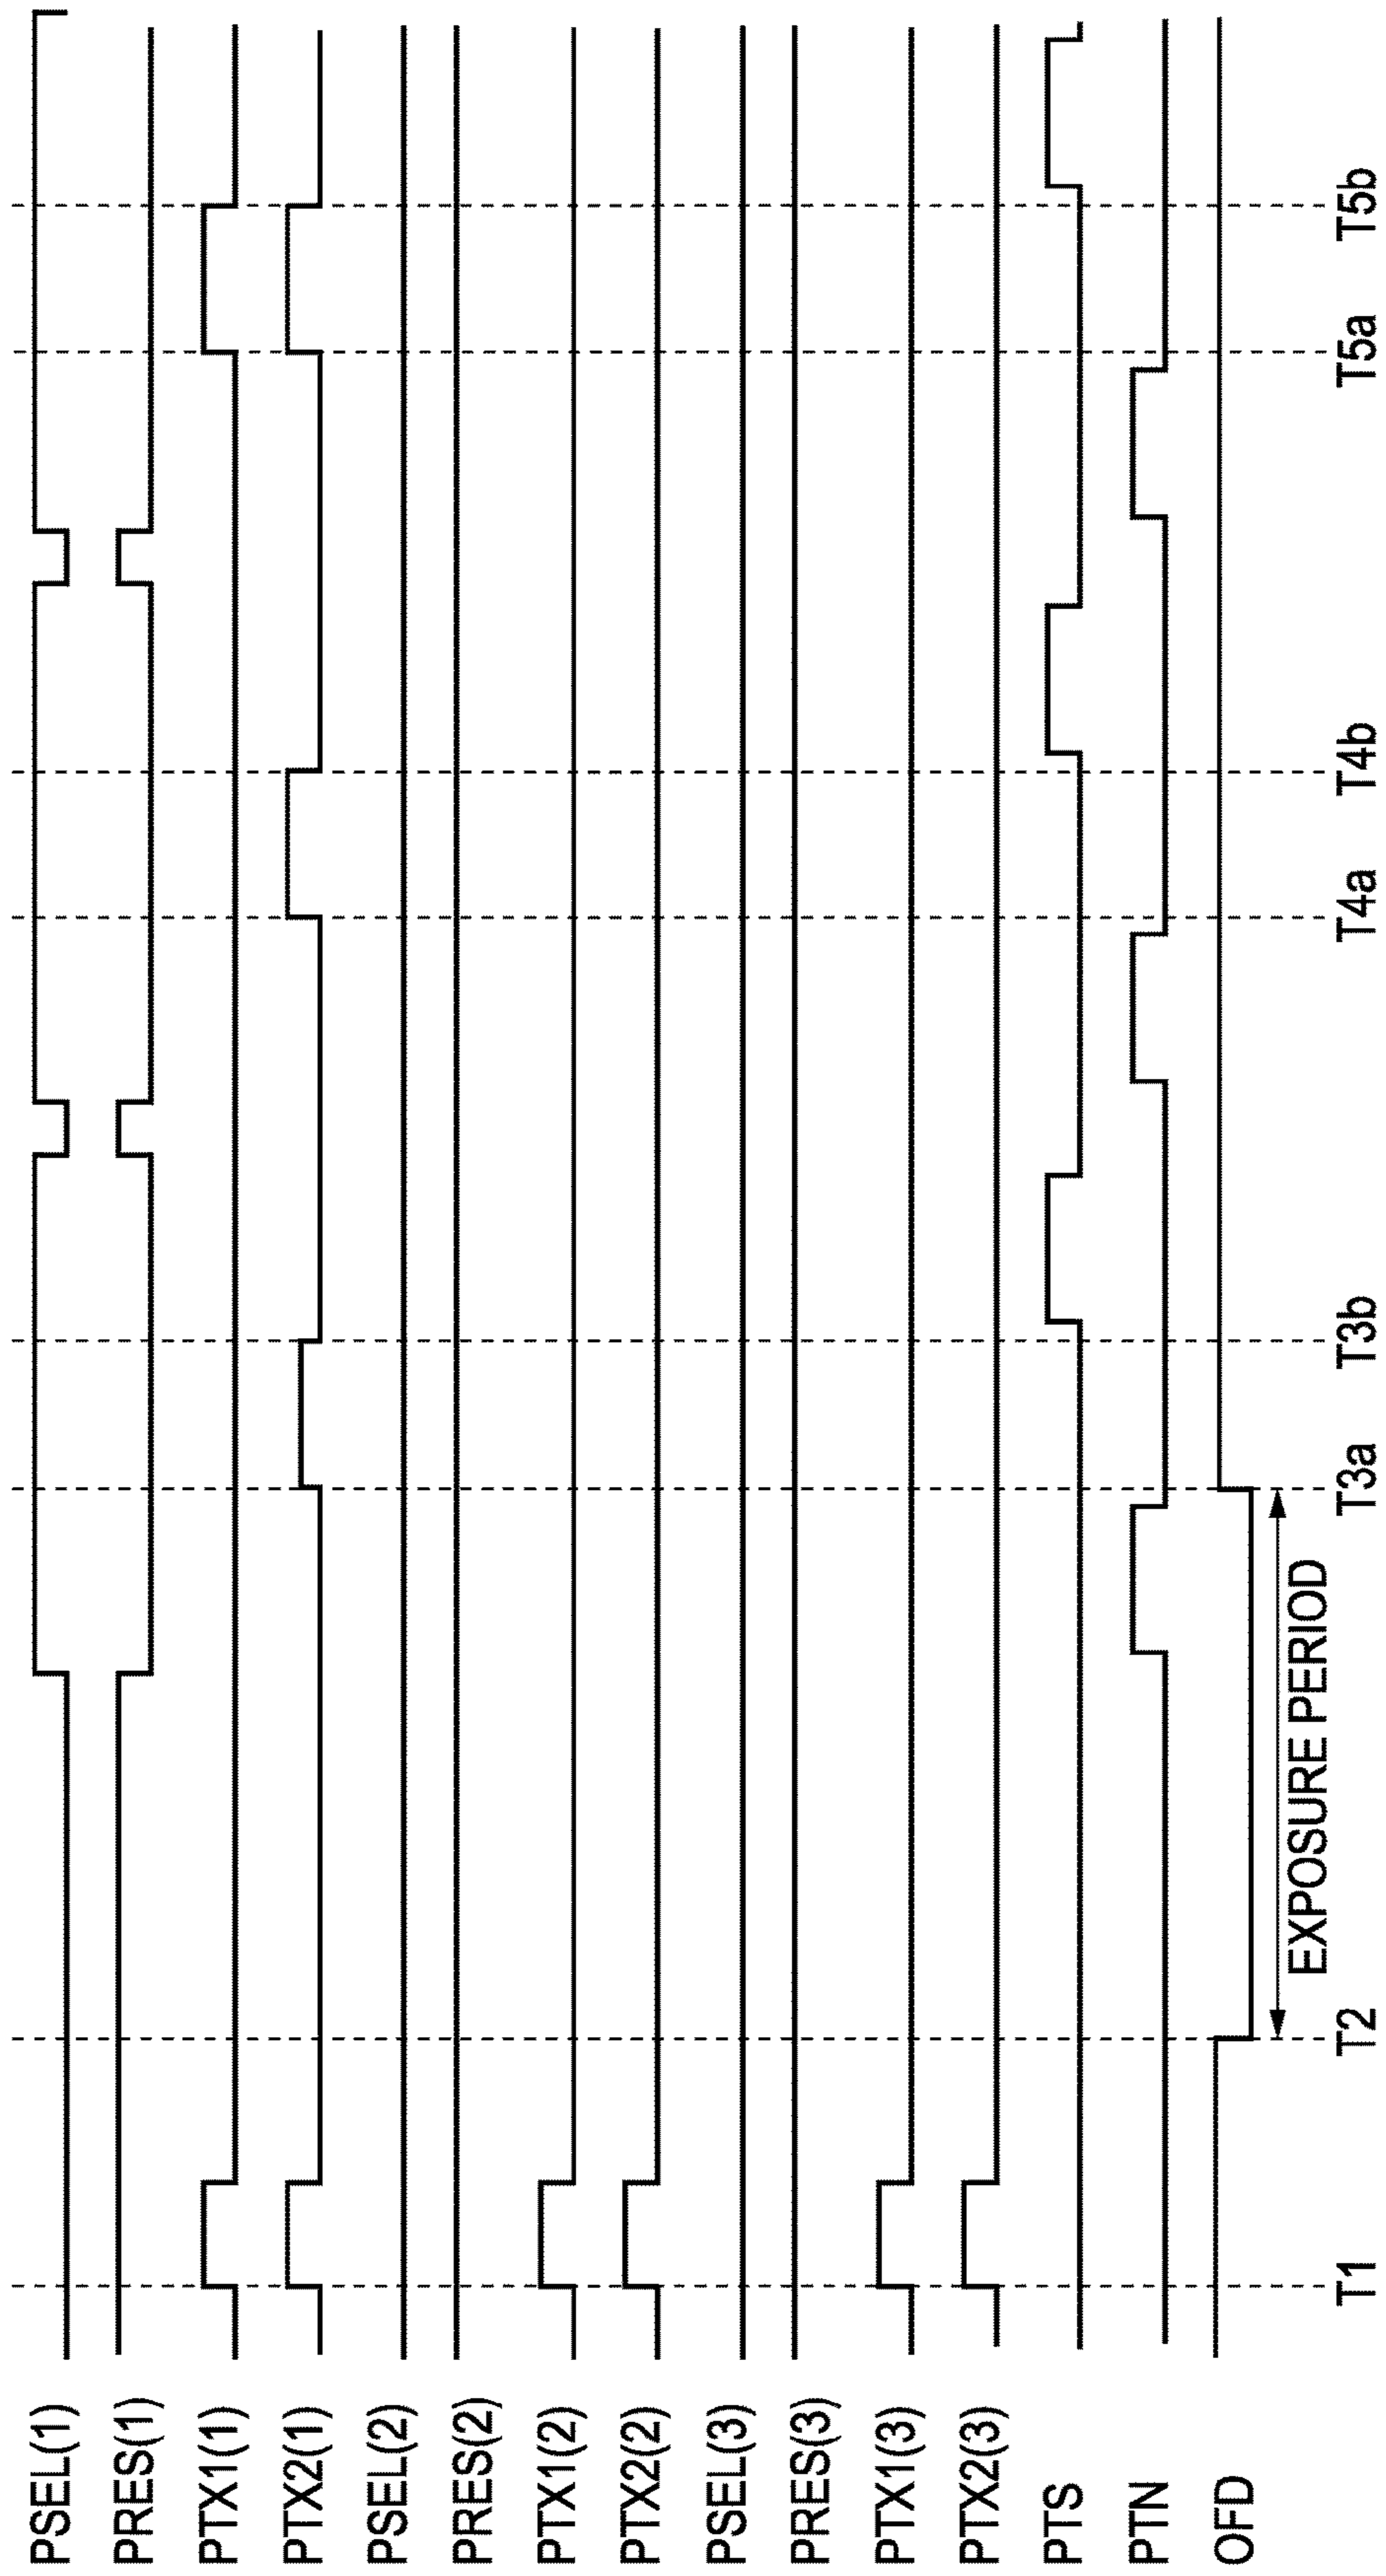 PSEL(1)
PRES(1)
PTX1(1)
PTX2(1)
PSEL(2)
PRES(2)
PTX1(2)
PTX2(2)
PSEL(3)
PRES(3)
PTX1(3)
PTX2(3)
PTS
PTN
OFD
EXPOSURE PERIOD
T1 T2 T3a T3b T4a T4b T5a T5b